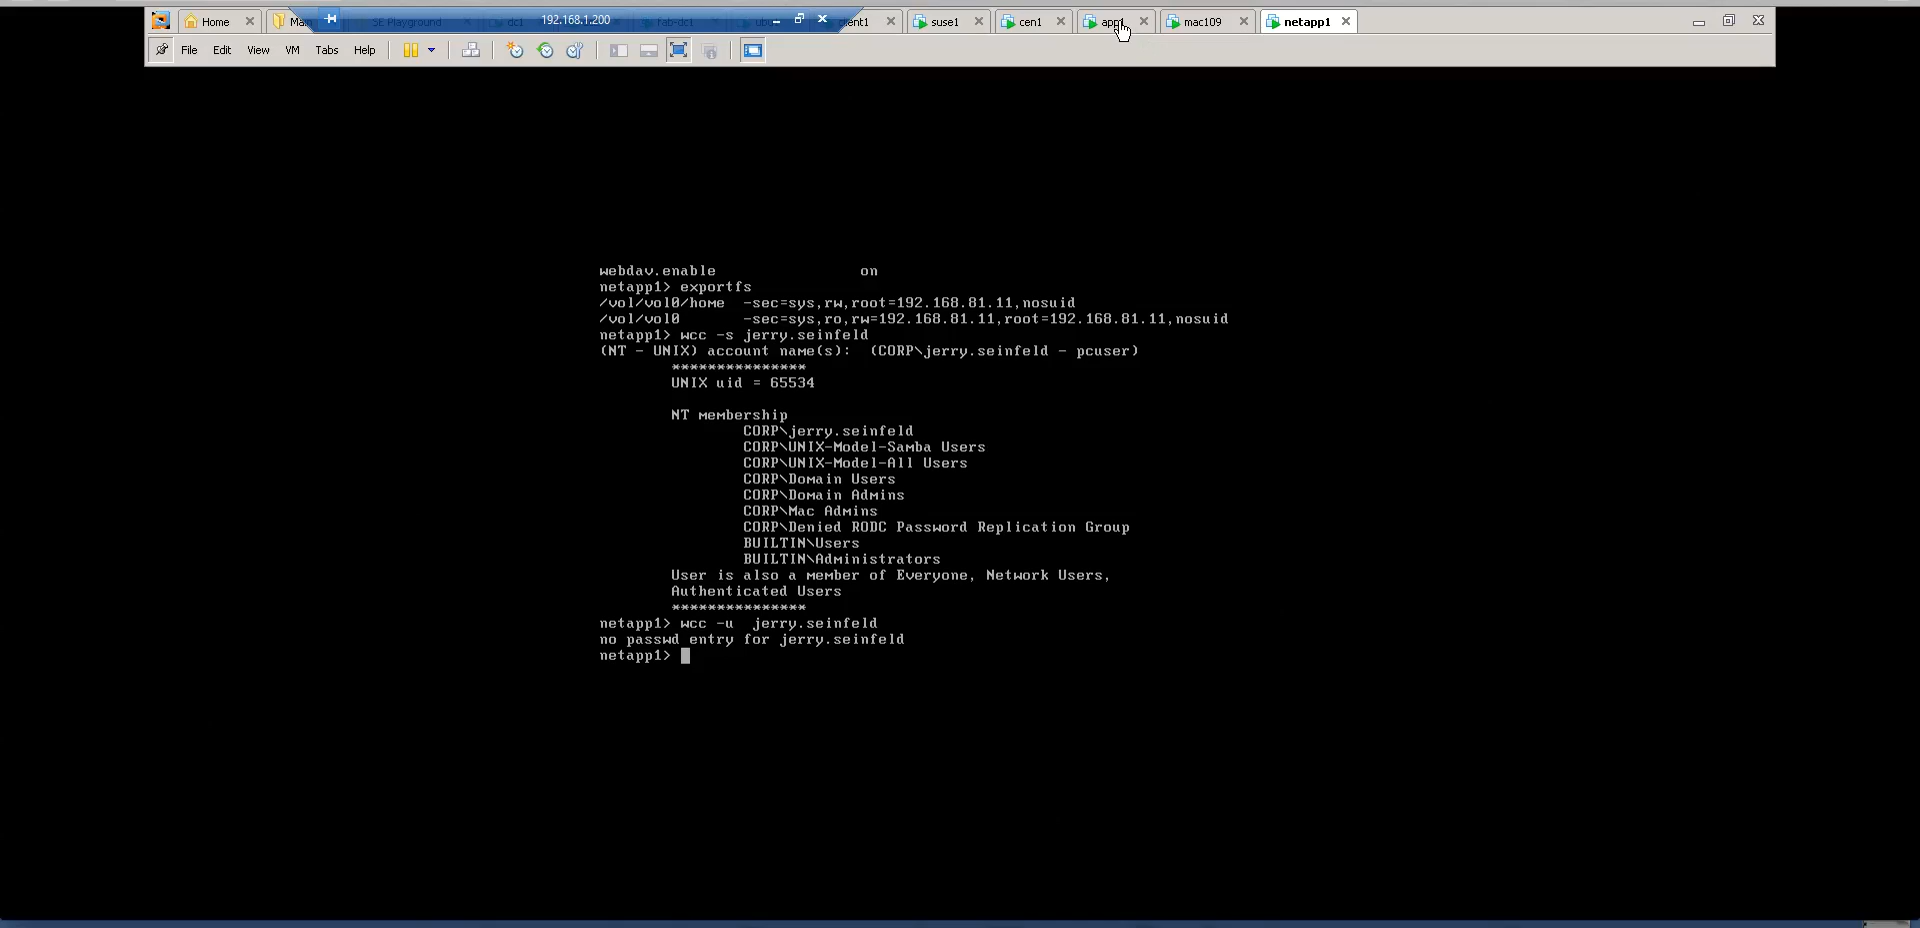 192.168.1.200
Home
SE Playground
dc1
fab-dc1
suse1
cen1
app1
mac109
netapp1
File Edit View VM Tabs Help
webdav.enable on
netapp1> exportfs
/vol/vol0/home -sec=sys,rw,root=192.168.81.11,nosuid
/vol/vol0 -sec=sys,ro,rw=192.168.81.11,root=192.168.81.11,nosuid
netapp1> wcc -s jerry.seinfeld
(NT - UNIX) account name(s): (CORP\jerry.seinfeld - pcuser)
***************
UNIX uid = 65534
NT membership
CORP\jerry.seinfeld
CORP\UNIX-Model-Samba Users
CORP\UNIX-Model-All Users
CORP\Domain Users
CORP\Domain Admins
CORP\Mac Admins
CORP\Denied RODC Password Replication Group
BUILTIN\Users
BUILTIN\Administrators
User is also a member of Everyone, Network Users,
Authenticated Users
***************
netapp1> wcc -u jerry.seinfeld
no passwd entry for jerry.seinfeld
netapp1>